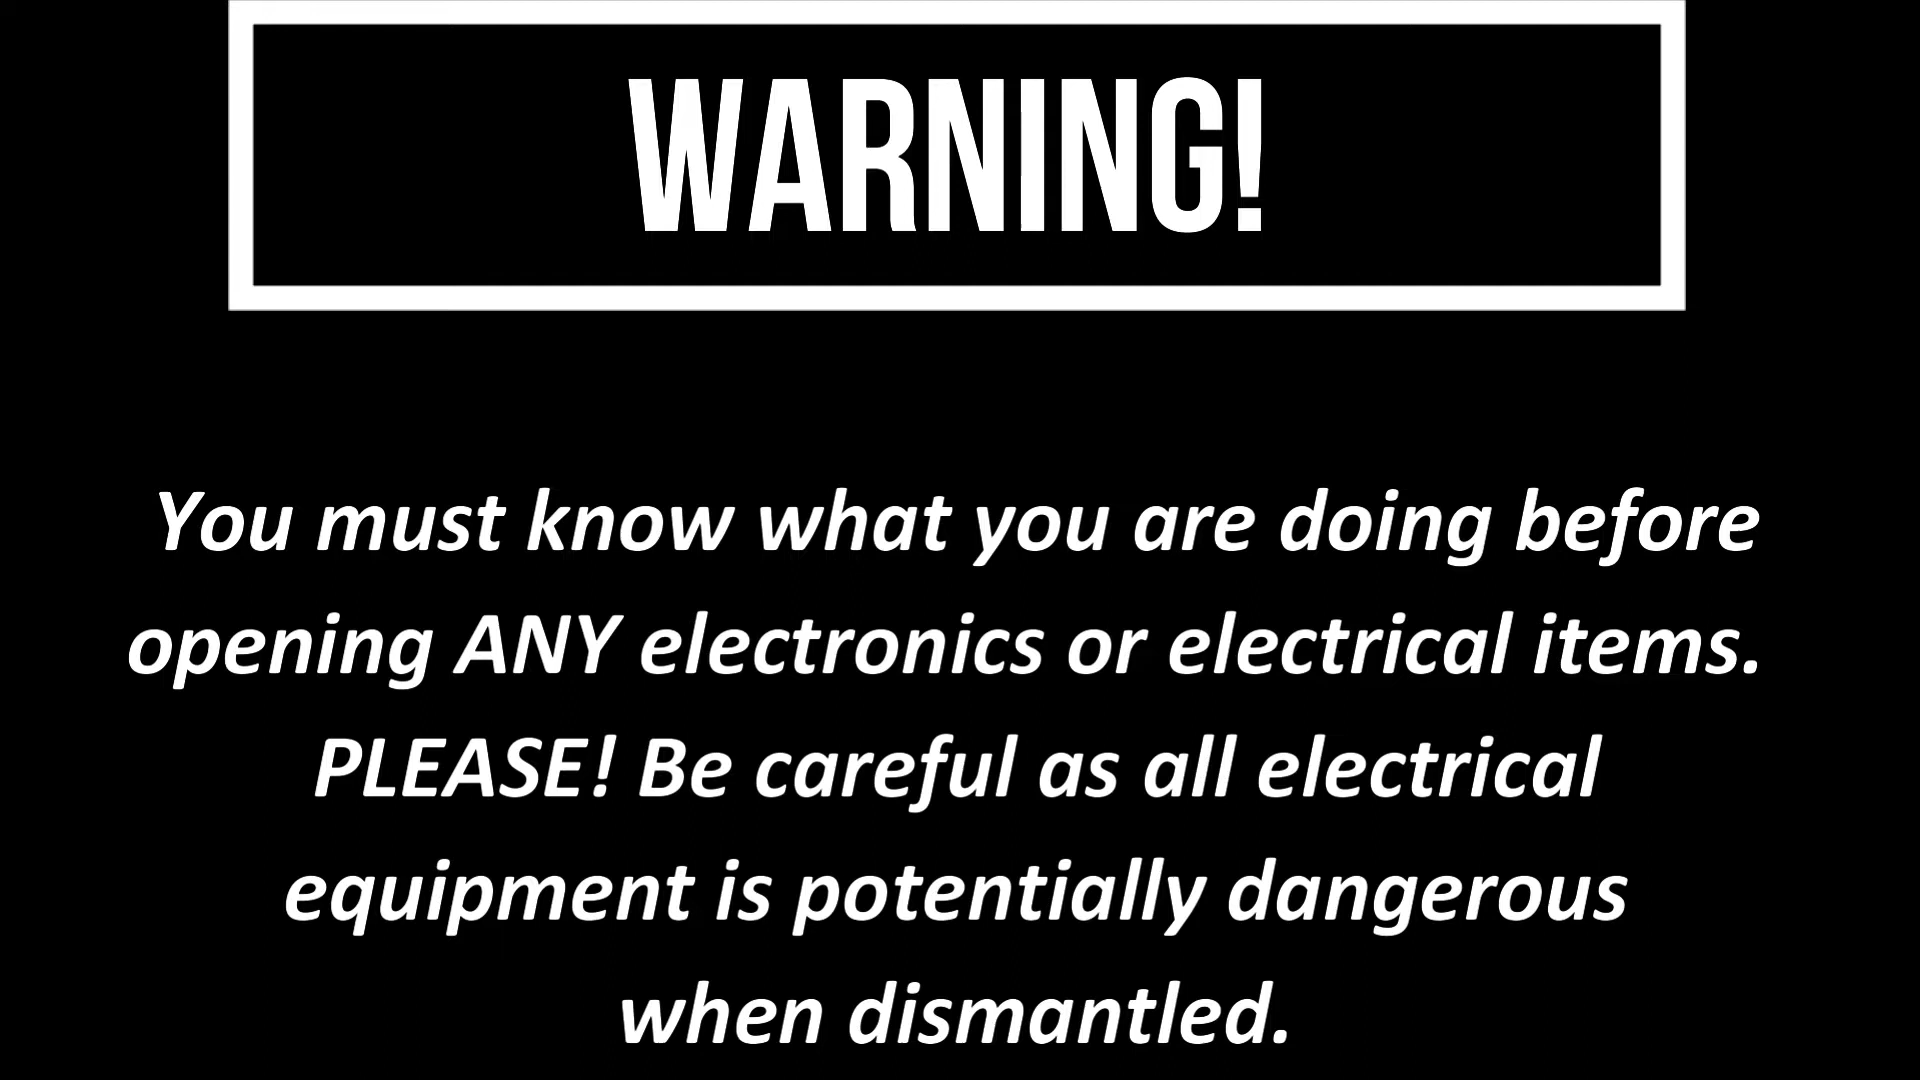 WARNING!
You must know what you are doing before
opening ANY electronics or electrical items.
PLEASE! Be careful as all electrical
equipment is potentially dangerous
when dismantled.